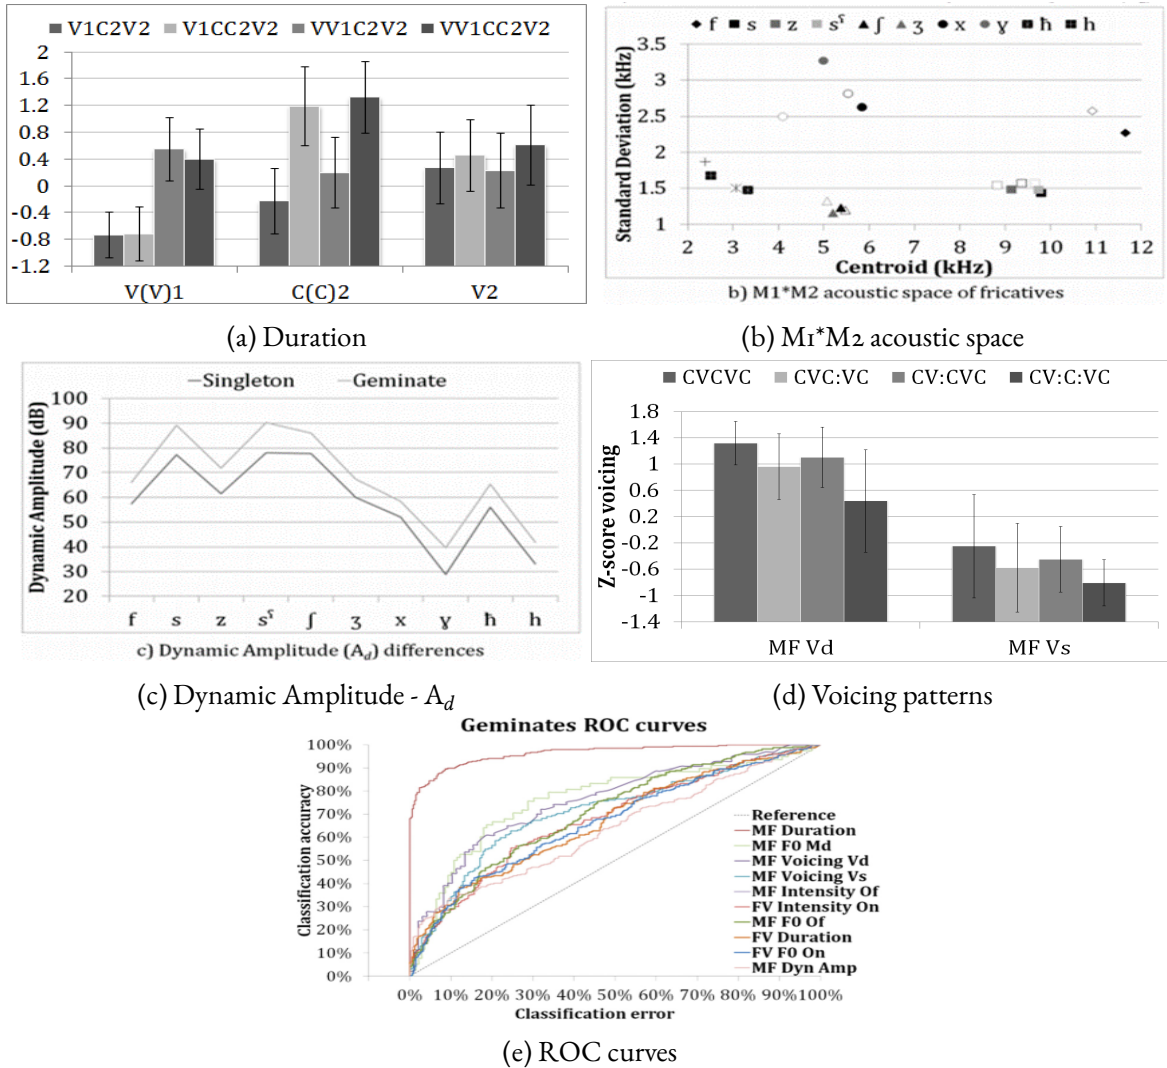 V1C2V2 V1CC2V2 VV1C2V2 VV1CC2V2
2
1.6
1.2
0.8
0.4
0
-0.4
-0.8
-1.2
V(V)1 C(C)2 V2
(a) Duration
f s z sˤ ʃ ʒ x ɣ ħ h
Standard Deviation (kHz)
3.5
3
2.5
2
1.5
1
2 3 4 5 6 7 8 9 10 11 12
Centroid (kHz)
b) M1*M2 acoustic space of fricatives
(b) M1*M2 acoustic space
Singleton Geminate
Dynamic Amplitude (dB)
100
90
80
70
60
50
40
30
20
f s z sˤ ʃ ʒ x ɣ ħ h
c) Dynamic Amplitude (Ad) differences
(c) Dynamic Amplitude - Ad
CVCVC CVC:VC CV:CVC CV:C:VC
Z-score voicing
1.8
1.4
1
0.6
0.2
-0.2
-0.6
-1
-1.4
MF Vd MF Vs
(d) Voicing patterns
Geminates ROC curves
Classification accuracy
100%
90%
80%
70%
60%
50%
40%
30%
20%
10%
0%
Reference
MF Duration
MF F0 Md
MF Voicing Vd
MF Voicing Vs
MF Intensity Of
FV Intensity On
MF F0 Of
FV Duration
FV F0 On
MF Dyn Amp
0% 10% 20% 30% 40% 50% 60% 70% 80% 90% 100%
Classification error
(e) ROC curves